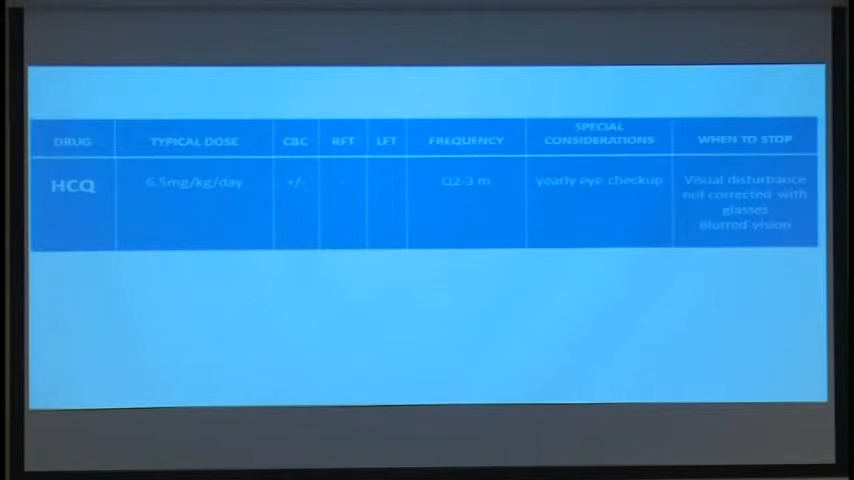 DRUG TYPICAL DOSE CBC RFT LFT FREQUENCY SPECIAL CONSIDERATIONS WHEN TO STOP
HCQ 6.5mg/kg/day +/- - Q2-3 m yearly eye checkup Visual disturbance
not corrected with
glasses
Blurred vision